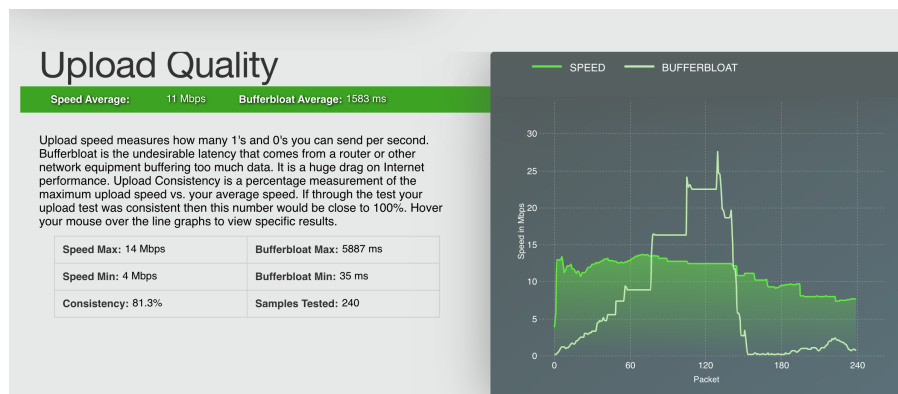 Upload Quality
Speed Average: 11 Mbps Bufferbloat Average: 1583 ms
Upload speed measures how many 1's and 0's you can send per second.
Bufferbloat is the undesirable latency that comes from a router or other
network equipment buffering too much data. It is a huge drag on Internet
performance. Upload Consistency is a percentage measurement of the
maximum upload speed vs. your average speed. If through the test your
upload test was consistent then this number would be close to 100%. Hover
your mouse over the line graphs to view specific results.
Speed Max: 14 Mbps Bufferbloat Max: 5887 ms
Speed Min: 4 Mbps Bufferbloat Min: 35 ms
Consistency: 81.3% Samples Tested: 240
SPEED BUFFERBLOAT
Speed in Mbps
30
25
20
15
10
5
0
0 60 120 180 240
Packet